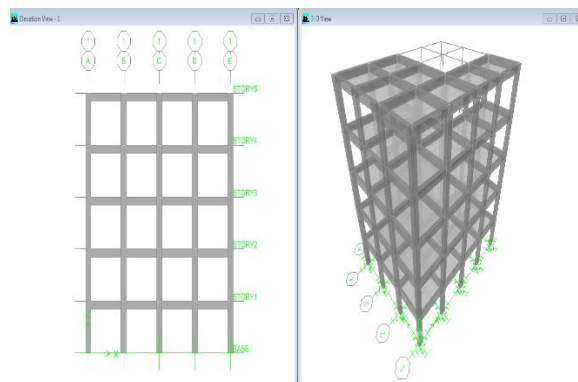 Elevation View - 1
1 1 1 1 1
A B C D E
STORY5
STORY4
STORY3
STORY2
STORY1
BASE
X
3-D View